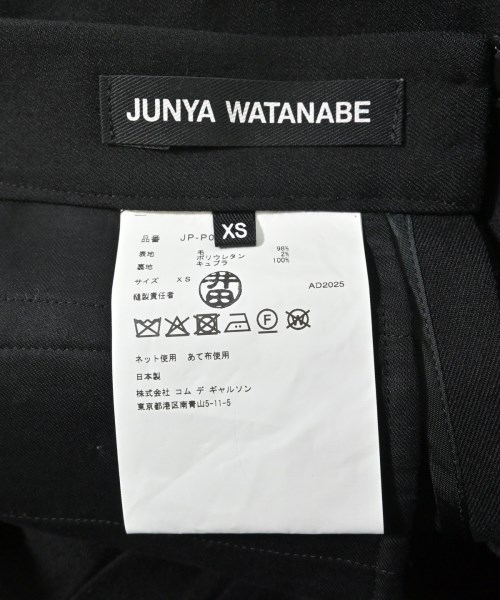 JUNYA WATANABE
XS
品番 JP-P0
表地 毛 98%
ポリウレタン 2%
裏地 キュプラ 100%
サイズ XS
縫製責任者 井田 AD2025
F W
ネット使用 あて布使用
日本製
株式会社 コム デ ギャルソン
東京都港区南青山5-11-5